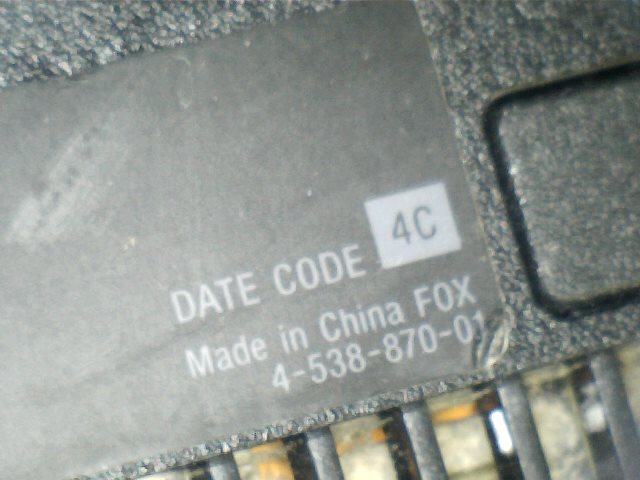 DATE CODE 4C
Made in China FOX
4-538-870-01